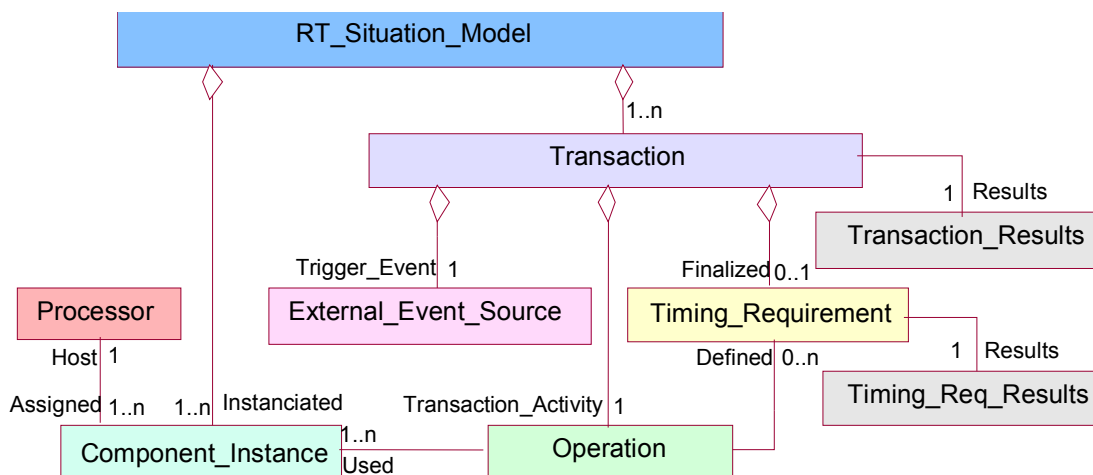 RT_Situation_Model
1..n
Transaction
1 Results
Transaction_Results
Trigger_Event 1
Finalized 0..1
Processor
External_Event_Source
Timing_Requirement
Host 1
Defined 0..n
1 Results
Timing_Req_Results
Assigned 1..n
1..n Instanciated
Transaction_Activity 1
Component_Instance
1..n
Used
Operation